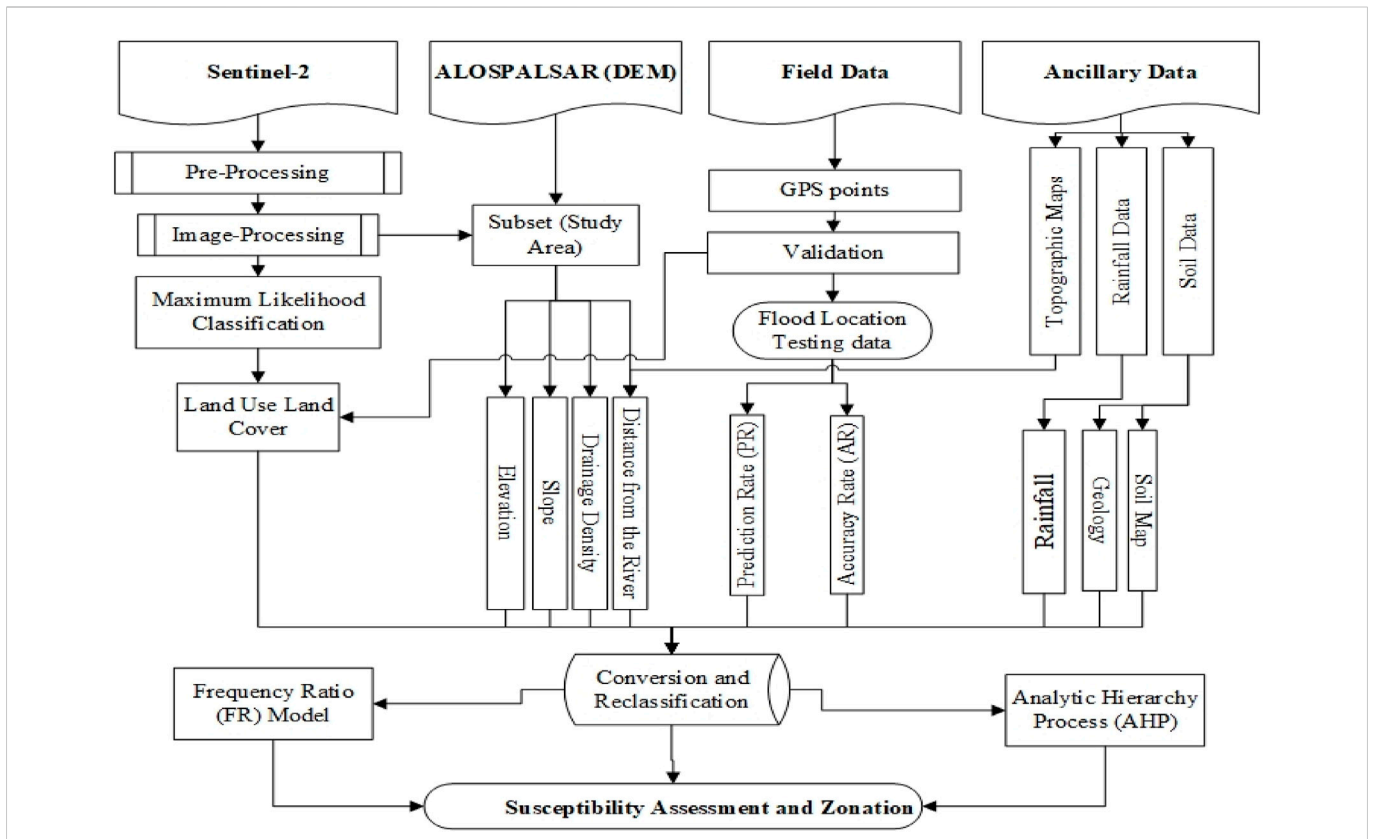 Sentinel-2
ALOSPALSAR (DEM)
Field Data
Ancillary Data
Pre-Processing
Image-Processing
Maximum Likelihood
Classification
Land Use Land
Cover
Subset (Study
Area)
GPS points
Validation
Flood Location
Testing data
Topographic Maps
Rainfall Data
Soil Data
Elevation
Slope
Drainage Density
Distance from the River
Prediction Rate (PR)
Accuracy Rate (AR)
Rainfall
Geology
Soil Map
Conversion and
Reclassification
Frequency Ratio
(FR) Model
Analytic Hierarchy
Process (AHP)
Susceptibility Assessment and Zonation